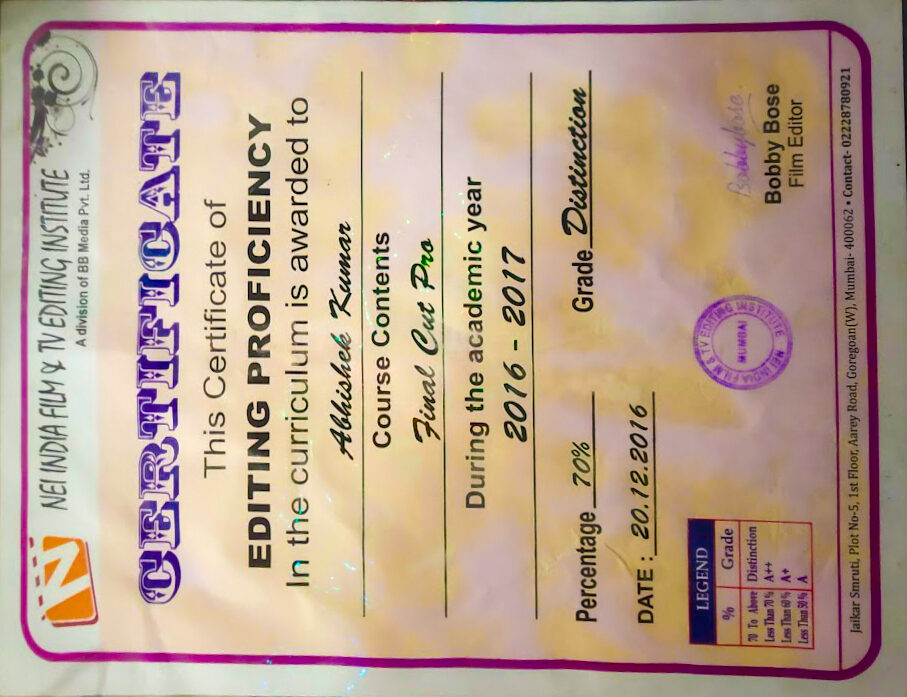 N
NEI INDIA FILM & TV EDITING INSTITUTE
A division of BB Media Pvt. Ltd.
CERTIFICATE
This Certificate of
EDITING PROFICIENCY
In the curriculum is awarded to
Abhishek Kumar
Course Contents
Final Cut Pro
During the academic year
2016 - 2017
Percentage 70% Grade Distinction
DATE : 20.12.2016
LEGEND
% Grade
70 To Above Distinction
Less Than 70% A++
Less Than 60% A+
Less Than 50% A
NEI INDIA FILM & TV EDITING INSTITUTE
MUMBAI
Bobbybose
Bobby Bose
Film Editor
Jaikar Smruti, Plot No-5, 1st Floor, Aarey Road, Goregoan(W), Mumbai- 400062 • Contact- 02228780921